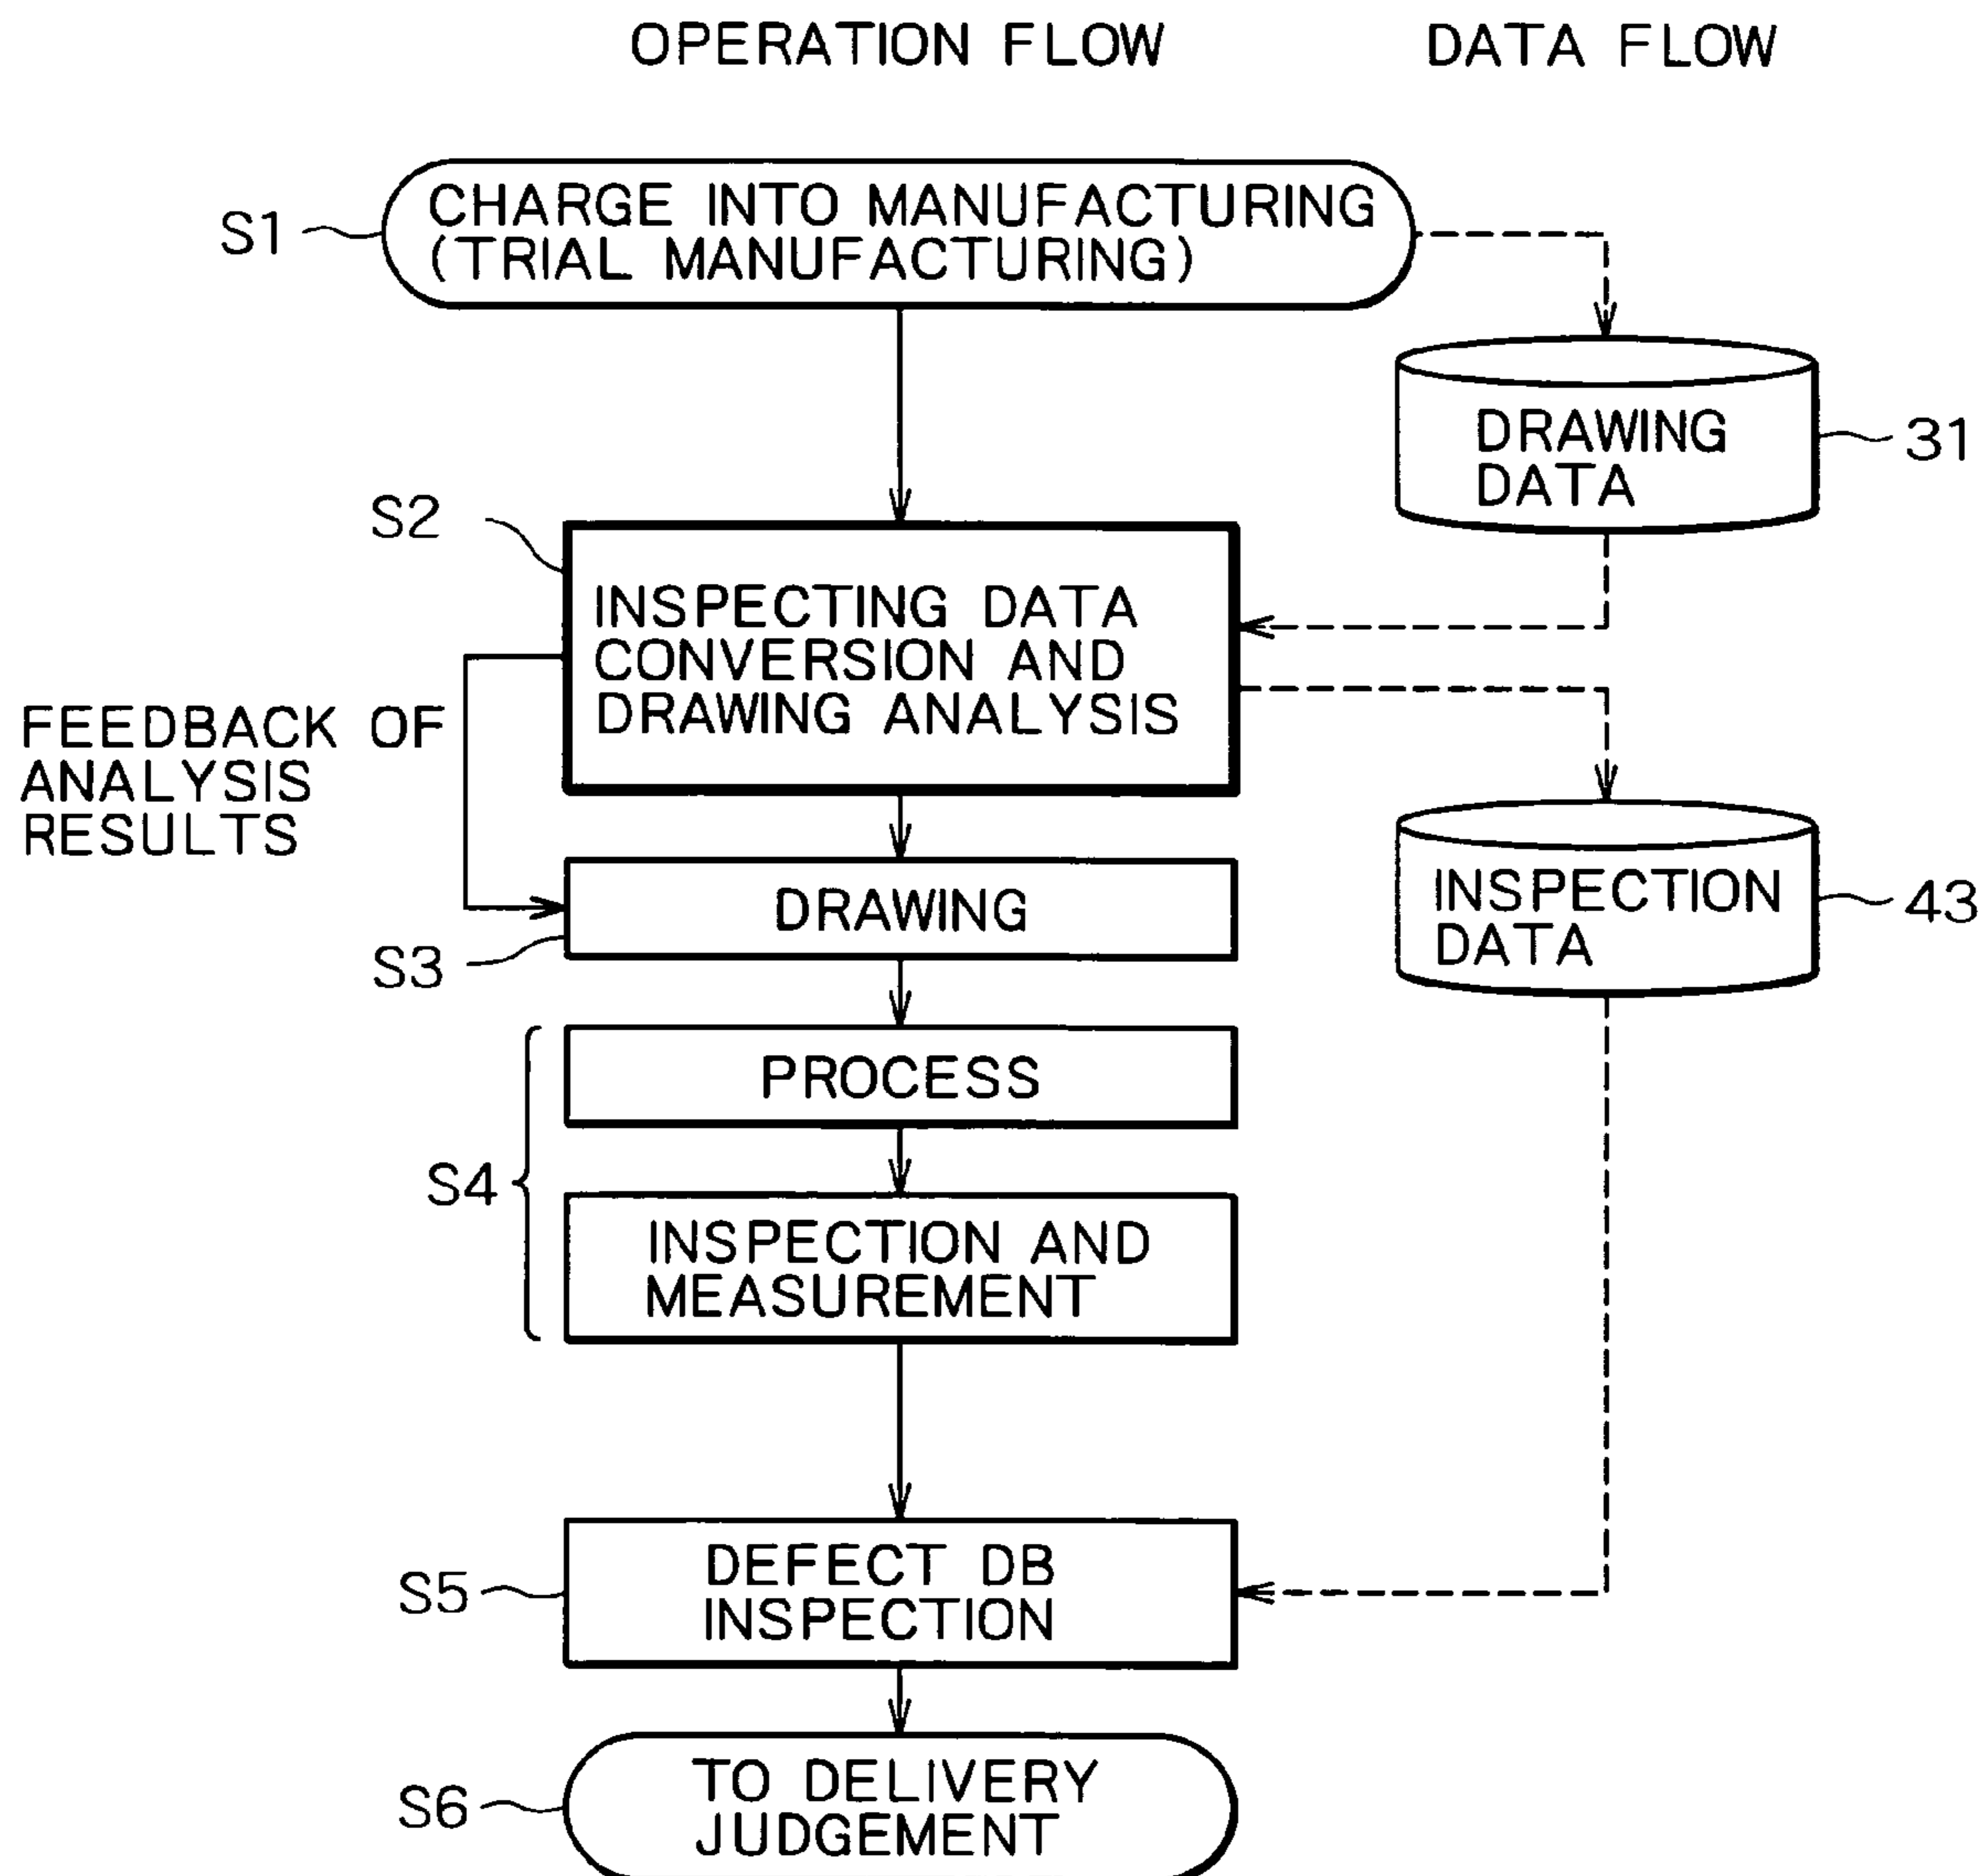 OPERATION FLOW
DATA FLOW
S1
CHARGE INTO MANUFACTURING
(TRIAL MANUFACTURING)
DRAWING
DATA
31
S2
INSPECTING DATA
CONVERSION AND
DRAWING ANALYSIS
FEEDBACK OF
ANALYSIS
RESULTS
INSPECTION
DATA
43
DRAWING
S3
PROCESS
S4
INSPECTION AND
MEASUREMENT
S5
DEFECT DB
INSPECTION
S6
TO DELIVERY
JUDGEMENT